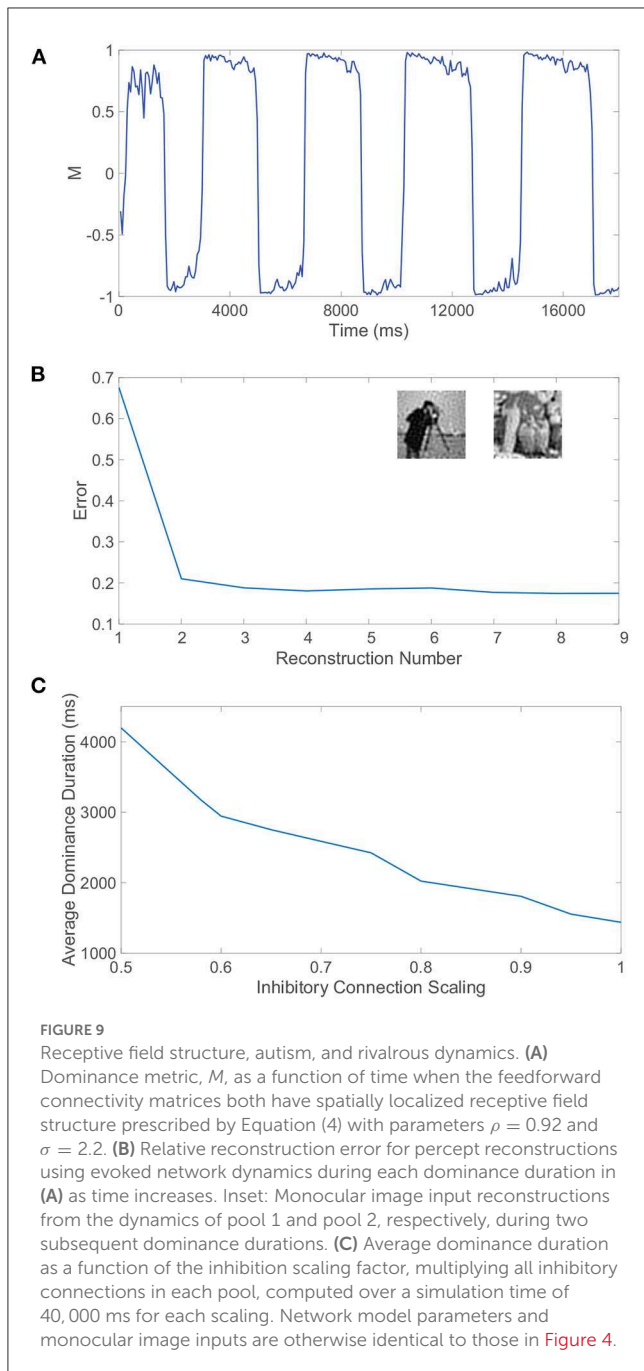 A
1
0.5
0
-0.5
-1
M
0 4000 8000 12000 16000
Time (ms)
B
0.7
0.6
0.5
0.4
0.3
0.2
0.1
Error
1 2 3 4 5 6 7 8 9
Reconstruction Number
C
4000
3000
2000
1000
Average Dominance Duration (ms)
0.5 0.6 0.7 0.8 0.9 1
Inhibitory Connection Scaling
FIGURE 9
Receptive field structure, autism, and rivalrous dynamics. (A)
Dominance metric, M, as a function of time when the feedforward
connectivity matrices both have spatially localized receptive field
structure prescribed by Equation (4) with parameters ρ = 0.92 and
σ = 2.2. (B) Relative reconstruction error for percept reconstructions
using evoked network dynamics during each dominance duration in
(A) as time increases. Inset: Monocular image input reconstructions
from the dynamics of pool 1 and pool 2, respectively, during two
subsequent dominance durations. (C) Average dominance duration
as a function of the inhibition scaling factor, multiplying all inhibitory
connections in each pool, computed over a simulation time of
40,000 ms for each scaling. Network model parameters and
monocular image inputs are otherwise identical to those in Figure 4.